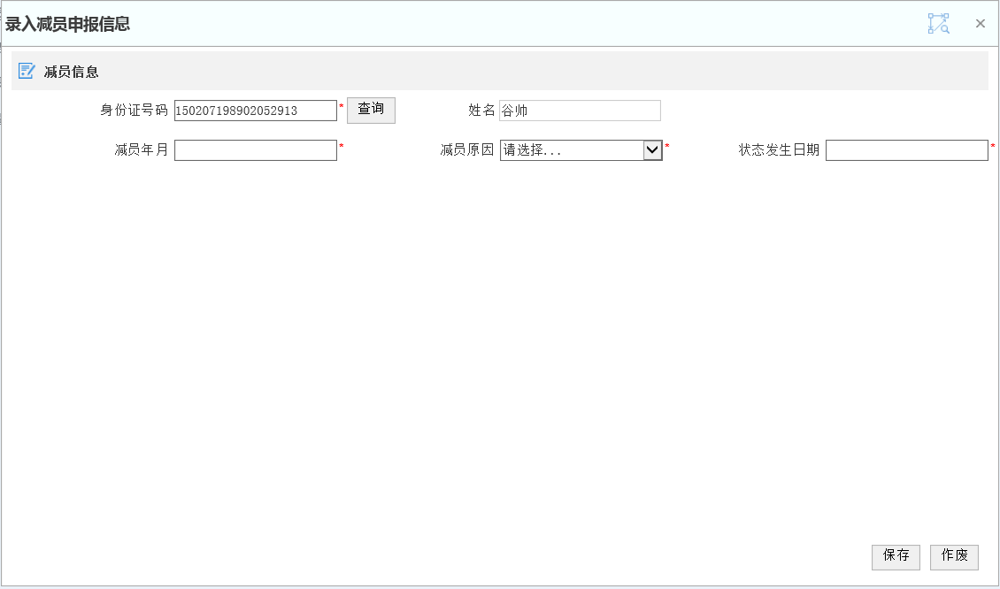 录入减员申报信息
减员信息
身份证号码 150207198902052913 * 查询 姓名 谷帅
减员年月 * 减员原因 请选择... * 状态发生日期 *
保存 作废